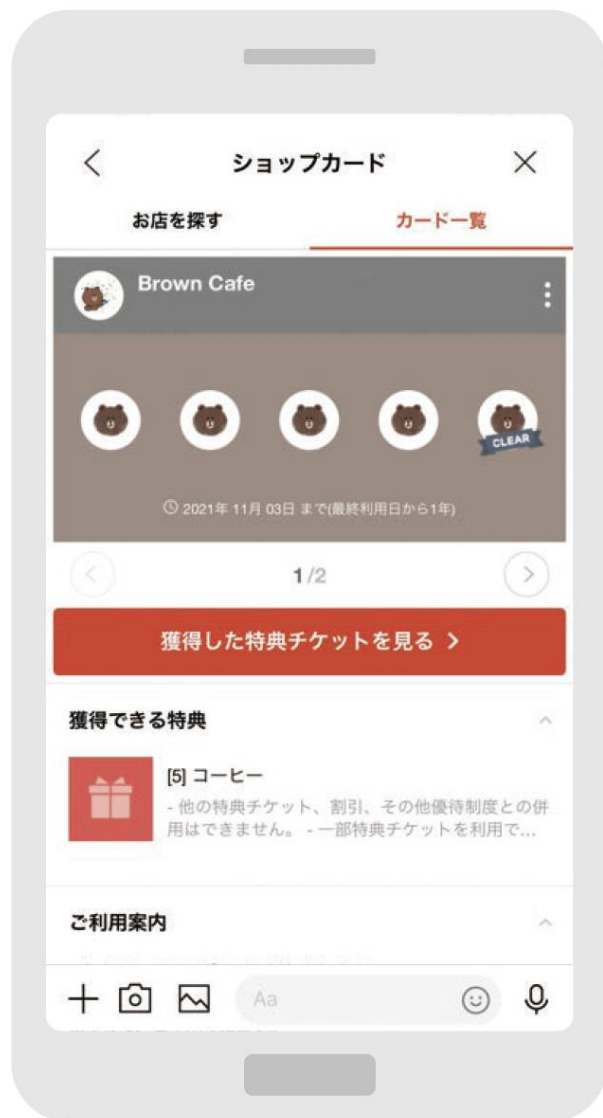 ショップカード
お店を探す
カード一覧
Brown Cafe
CLEAR
2021年 11月 03日 まで(最終利用日から1年)
1/2
獲得した特典チケットを見る
獲得できる特典
[5] コーヒー
- 他の特典チケット、割引、その他優待制度との併
用はできません。 - 一部特典チケットを利用で...
ご利用案内
Aa